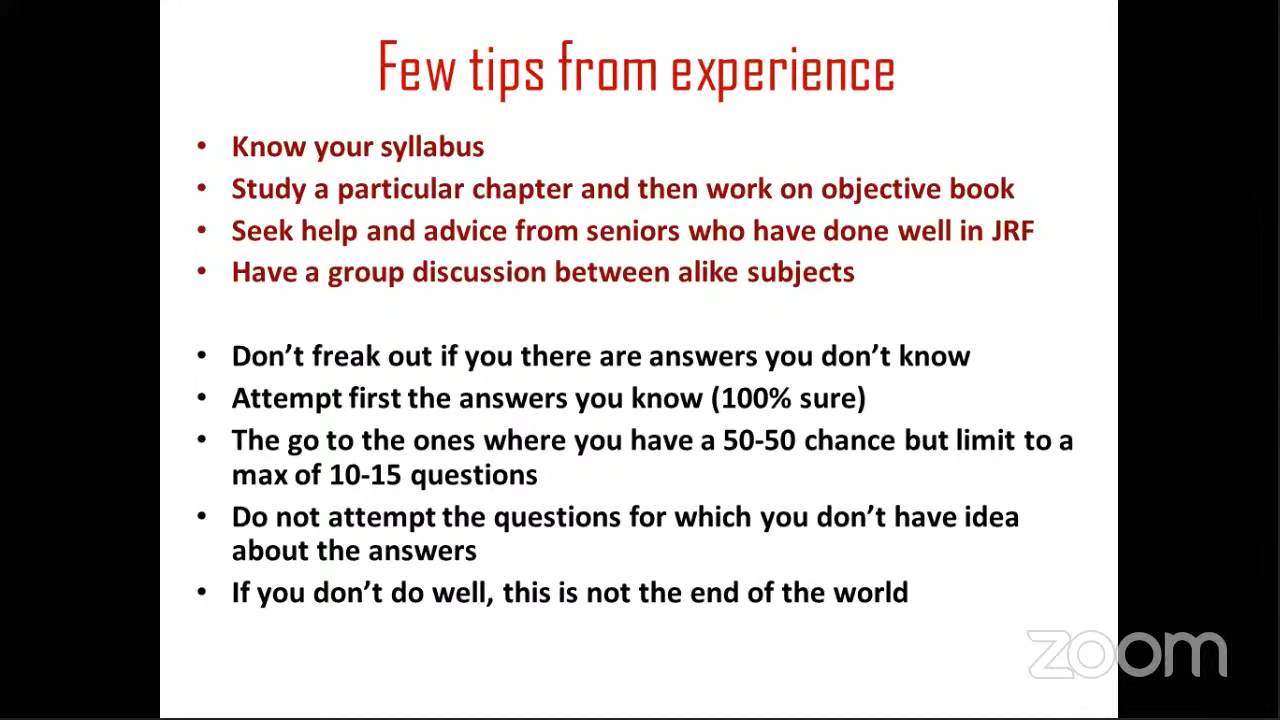 Few tips from experience
• Know your syllabus
• Study a particular chapter and then work on objective book
• Seek help and advice from seniors who have done well in JRF
• Have a group discussion between alike subjects
• Don't freak out if you there are answers you don't know
• Attempt first the answers you know (100% sure)
• The go to the ones where you have a 50-50 chance but limit to a
max of 10-15 questions
• Do not attempt the questions for which you don't have idea
about the answers
• If you don't do well, this is not the end of the world
zoom